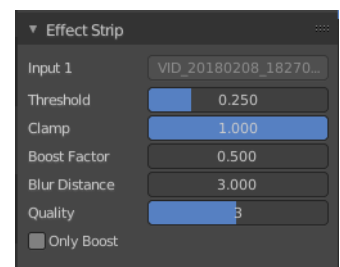 Effect Strip
Input 1 VID_20180208_18270...
Threshold 0.250
Clamp 1.000
Boost Factor 0.500
Blur Distance 3.000
Quality 3
Only Boost